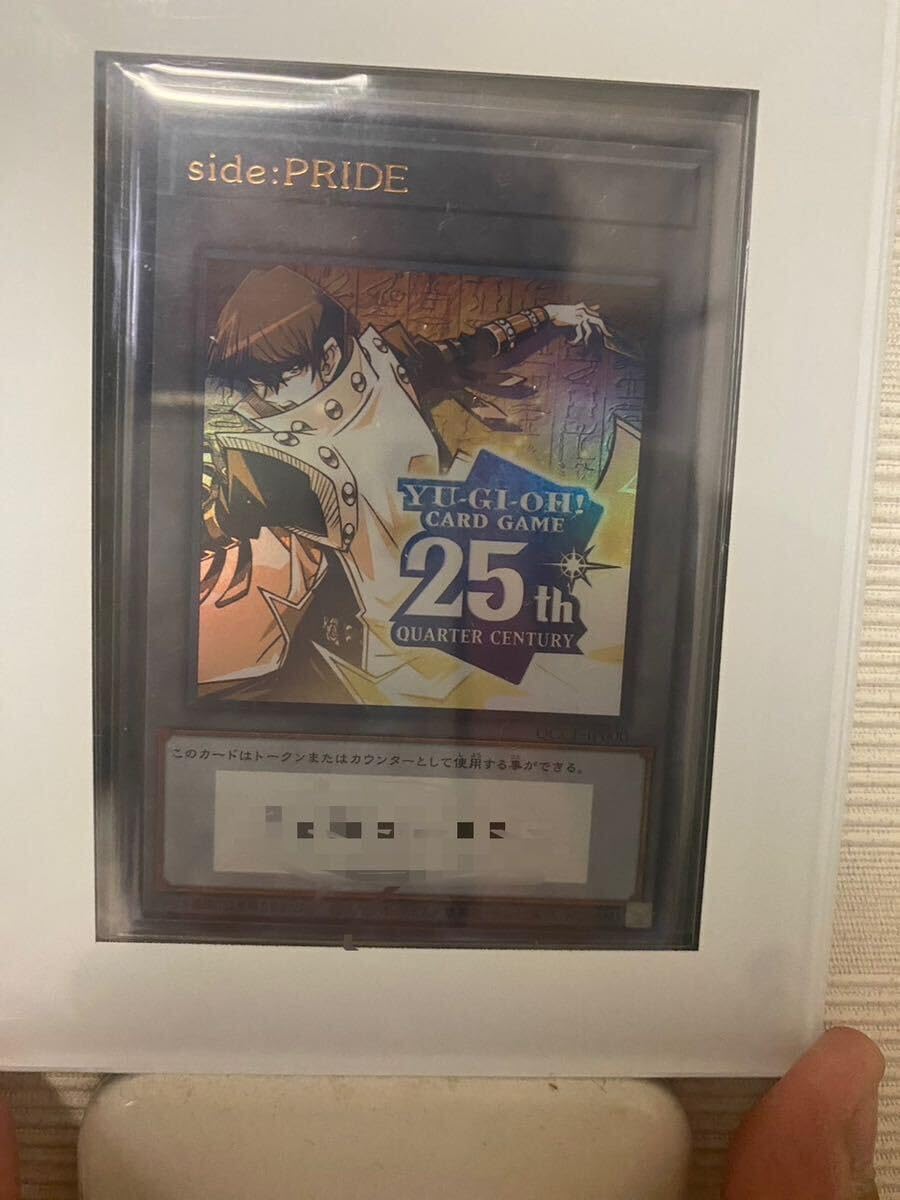 side:PRIDE
YU-GI-OH!
CARD GAME
25th
QUARTER CENTURY
このカードはトークンまたはカウンターとして使用する事ができる。